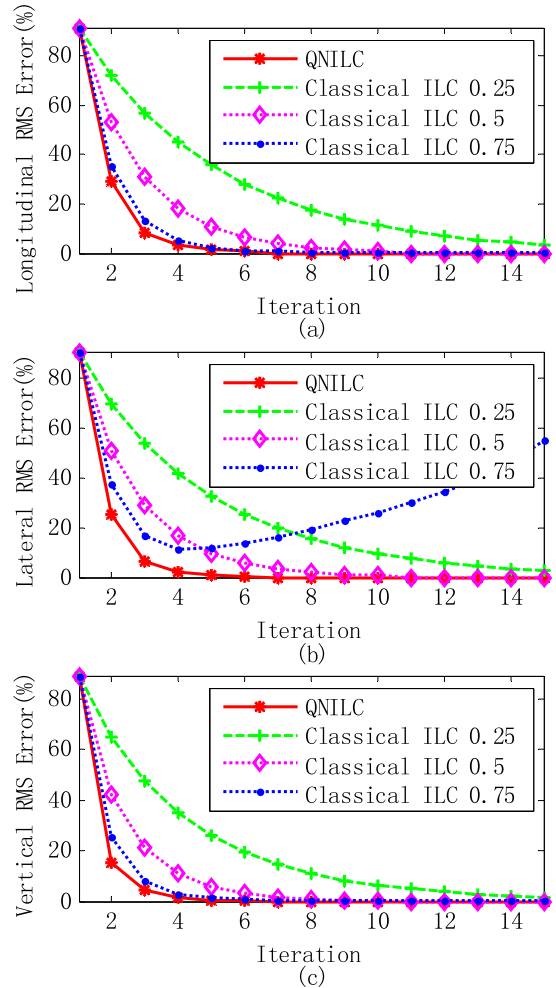 Longitudinal RMS Error(%)
80
60
40
20
0
QNILC
Classical ILC 0.25
Classical ILC 0.5
Classical ILC 0.75
2 4 6 8 10 12 14
Iteration
(a)
Lateral RMS Error(%)
80
60
40
20
0
QNILC
Classical ILC 0.25
Classical ILC 0.5
Classical ILC 0.75
2 4 6 8 10 12 14
Iteration
(b)
Vertical RMS Error(%)
80
60
40
20
0
QNILC
Classical ILC 0.25
Classical ILC 0.5
Classical ILC 0.75
2 4 6 8 10 12 14
Iteration
(c)